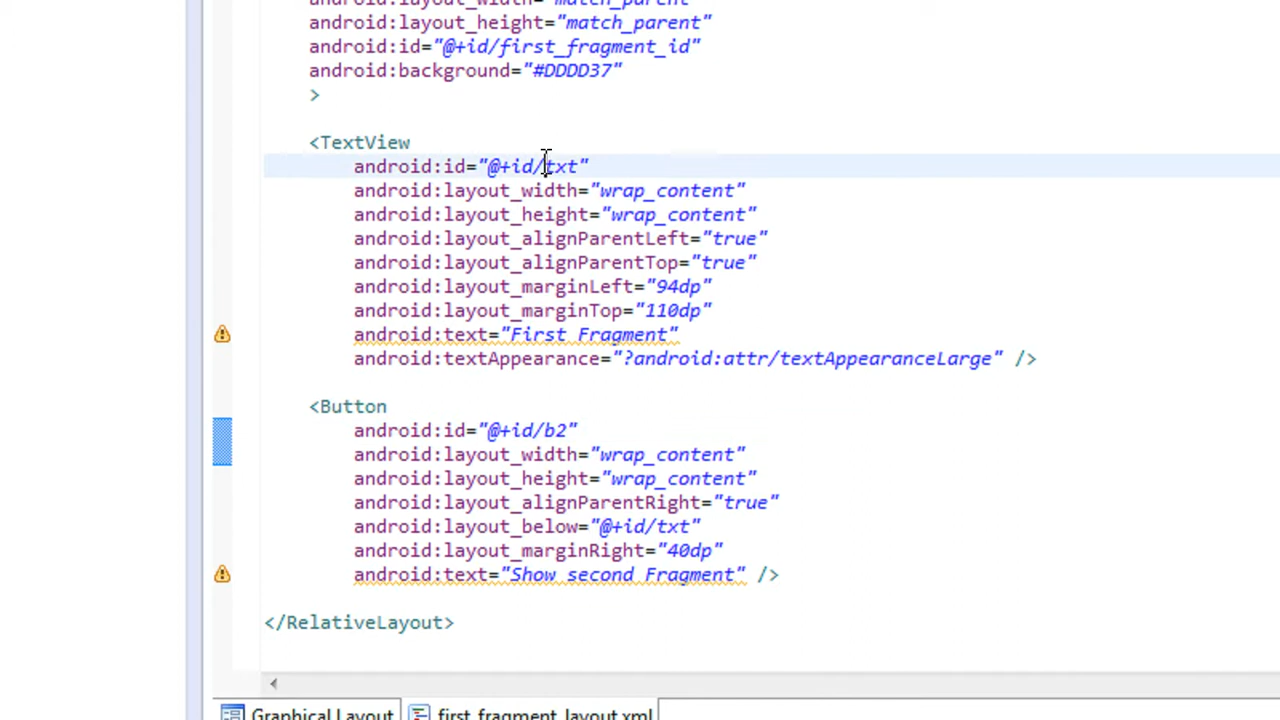 android:layout_width="match_parent"
android:layout_height="match_parent"
android:id="@+id/first_fragment_id"
android:background="#DDDD37"
>
<TextView
android:id="@+id/txt"
android:layout_width="wrap_content"
android:layout_height="wrap_content"
android:layout_alignParentLeft="true"
android:layout_alignParentTop="true"
android:layout_marginLeft="94dp"
android:layout_marginTop="110dp"
android:text="First Fragment"
android:textAppearance="?android:attr/textAppearanceLarge" />
<Button
android:id="@+id/b2"
android:layout_width="wrap_content"
android:layout_height="wrap_content"
android:layout_alignParentRight="true"
android:layout_below="@+id/txt"
android:layout_marginRight="40dp"
android:text="Show second Fragment" />
</RelativeLayout>
Graphical Layout first_fragment_layout.xml